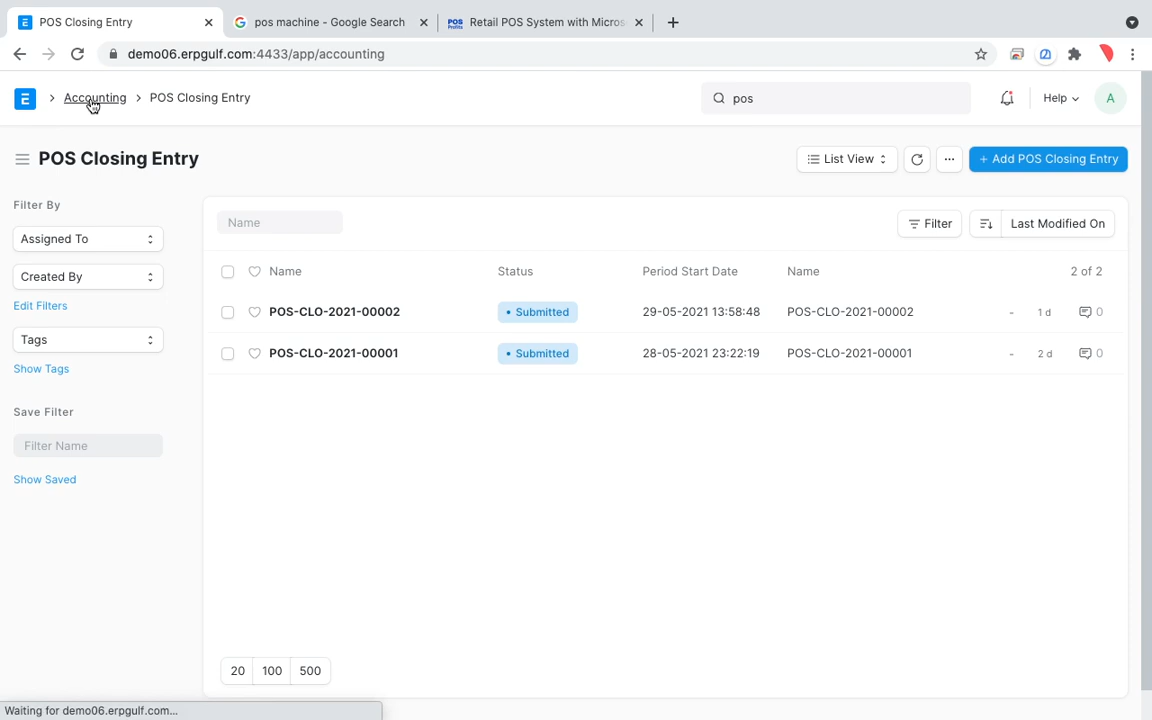 POS Closing Entry
pos machine - Google Search
Retail POS System with Micros
demo06.erpgulf.com:4433/app/accounting
E
Accounting
POS Closing Entry
pos
Help
A
POS Closing Entry
List View
+ Add POS Closing Entry
Filter By
Assigned To
Created By
Edit Filters
Tags
Show Tags
Save Filter
Filter Name
Show Saved
Name
Filter
Last Modified On
Name Status Period Start Date Name 2 of 2
POS-CLO-2021-00002 • Submitted 29-05-2021 13:58:48 POS-CLO-2021-00002 - 1 d 0
POS-CLO-2021-00001 • Submitted 28-05-2021 23:22:19 POS-CLO-2021-00001 - 2 d 0
20 100 500
Waiting for demo06.erpgulf.com...